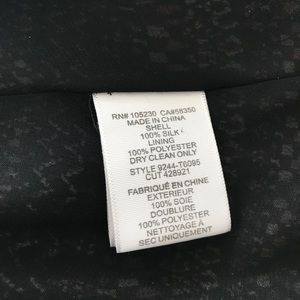 RN# 105230 CA#58350
MADE IN CHINA
SHELL
100% SILK
LINING
100% POLYESTER
DRY CLEAN ONLY
STYLE 9244-T6095
CUT 428921
FABRIQUÉ EN CHINE
EXTERIEUR
100% SOIE
DOUBLURE
100% POLYESTER
NETTOYAGE À
SEC UNIQUEMENT